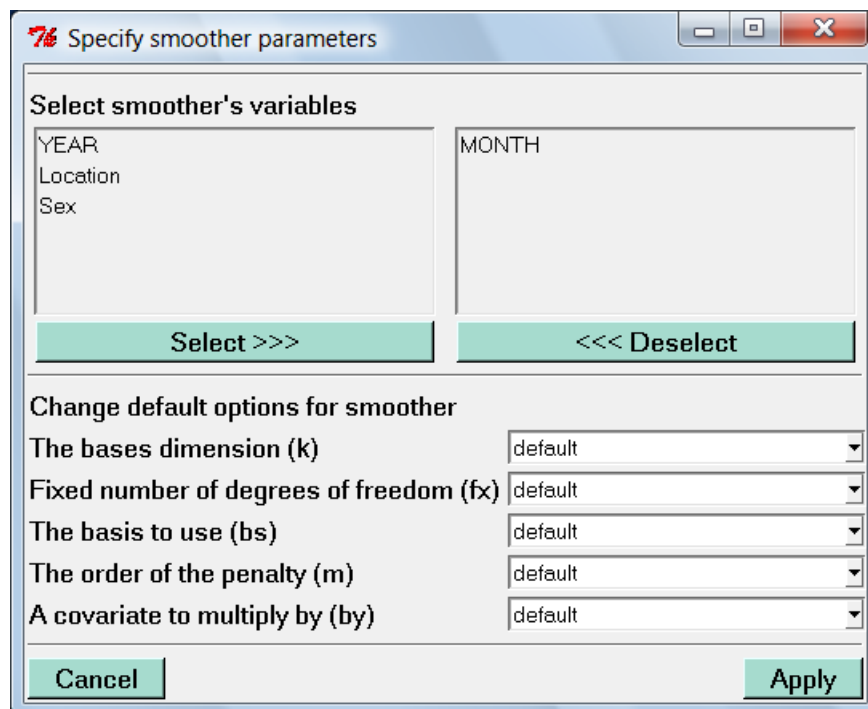 Specify smoother parameters
Select smoother's variables
YEAR
Location
Sex
MONTH
Select >>>
<<< Deselect
Change default options for smoother
The bases dimension (k) default
Fixed number of degrees of freedom (fx) default
The basis to use (bs) default
The order of the penalty (m) default
A covariate to multiply by (by) default
Cancel
Apply